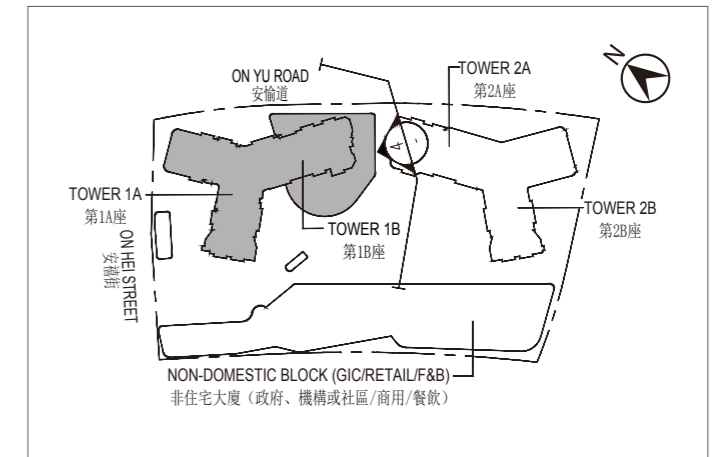 N
ON YU ROAD
安愉道
TOWER 2A
第2A座
4
-
TOWER 1A
第1A座
TOWER 1B
第1B座
TOWER 2B
第2B座
ON HEI STREET
安禧街
NON-DOMESTIC BLOCK (GIC/RETAIL/F&B)
非住宅大廈（政府、機構或社區/商用/餐飲）